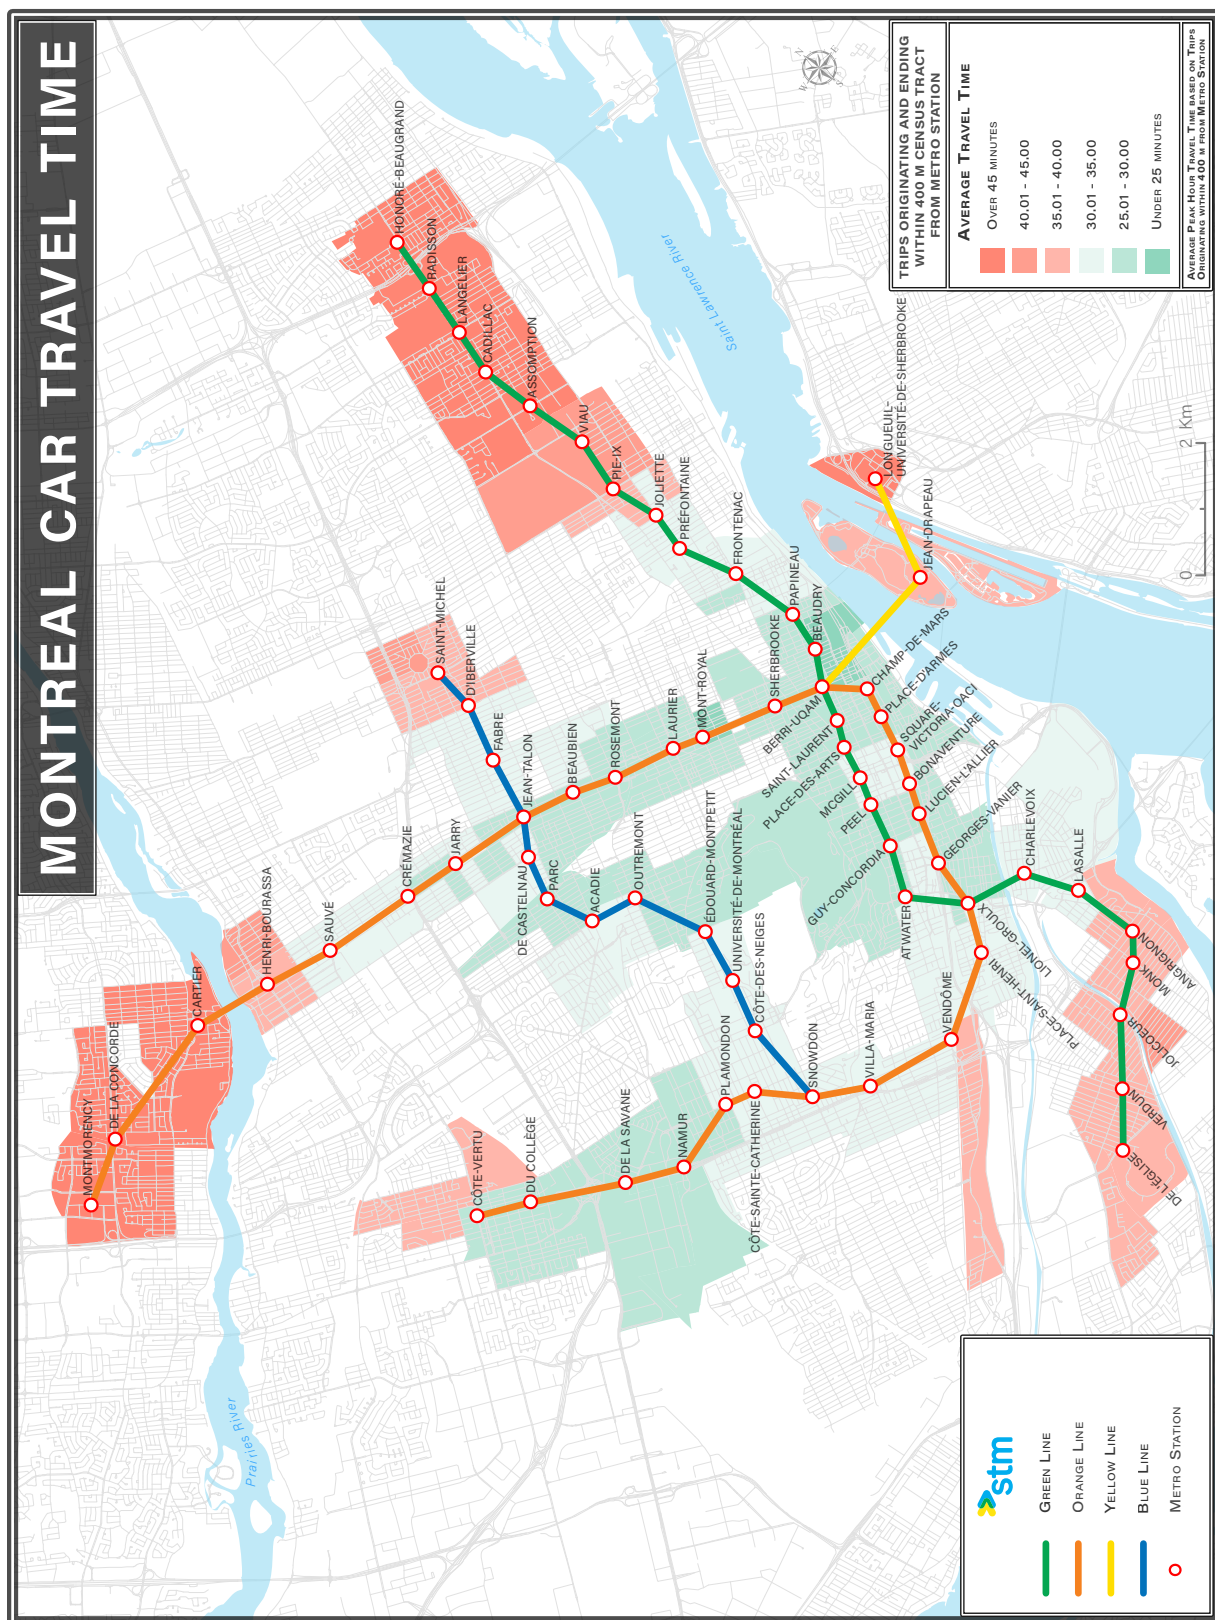 MONTREAL CAR TRAVEL TIME
N
E
S
W
TRIPS ORIGINATING AND ENDING
WITHIN 400 M CENSUS TRACT
FROM METRO STATION
AVERAGE TRAVEL TIME
OVER 45 MINUTES
40.01 - 45.00
35.01 - 40.00
30.01 - 35.00
25.01 - 30.00
UNDER 25 MINUTES
AVERAGE PEAK HOUR TRAVEL TIME BASED ON TRIPS
ORIGINATING WITHIN 400 M FROM METRO STATION
HONORÉ-BEAUGRAND
RADISSON
LANGELIER
CADILLAC
ASSOMPTION
VIAU
PIE-IX
JOLIETTE
PRÉFONTAINE
FRONTENAC
PAPINEAU
BEAUDRY
BERRI-UQAM
SAINT-LAURENT
PLACE-DES-ARTS
MCGILL
PEEL
GUY-CONCORDIA
ATWATER
LIONEL-GROULX
CHARLEVOIX
LASALLE
ANGRIGNON
MONK
JOLICOEUR
VERDUN
DE L'ÉGLISE
MONTMORENCY
DE LA CONCORDE
CARTIER
HENRI-BOURASSA
SAUVÉ
CRÉMAZIE
JARRY
JEAN-TALON
BEAUBIEN
ROSEMONT
LAURIER
MONT-ROYAL
SHERBROOKE
CHAMP-DE-MARS
PLACE-D'ARMES
SQUARE-
VICTORIA-OACI
BONAVENTURE
LUCIEN-L'ALLIER
GEORGES-VANIER
PLACE-SAINT-HENRI
VENDÔME
VILLA-MARIA
SNOWDON
CÔTE-SAINTE-CATHERINE
PLAMONDON
NAMUR
DE LA SAVANE
DU COLLÈGE
CÔTE-VERTU
SAINT-MICHEL
D'IBERVILLE
FABRE
DE CASTELNAU
PARC
ACADIE
OUTREMONT
ÉDOUARD-MONTPETIT
UNIVERSITÉ-DE-MONTRÉAL
CÔTE-DES-NEIGES
LONGUEUIL-
UNIVERSITÉ-DE-SHERBROOKE
JEAN-DRAPEAU
Saint Lawrence River
Prairies River
0
2 Km
stm
GREEN LINE
ORANGE LINE
YELLOW LINE
BLUE LINE
METRO STATION